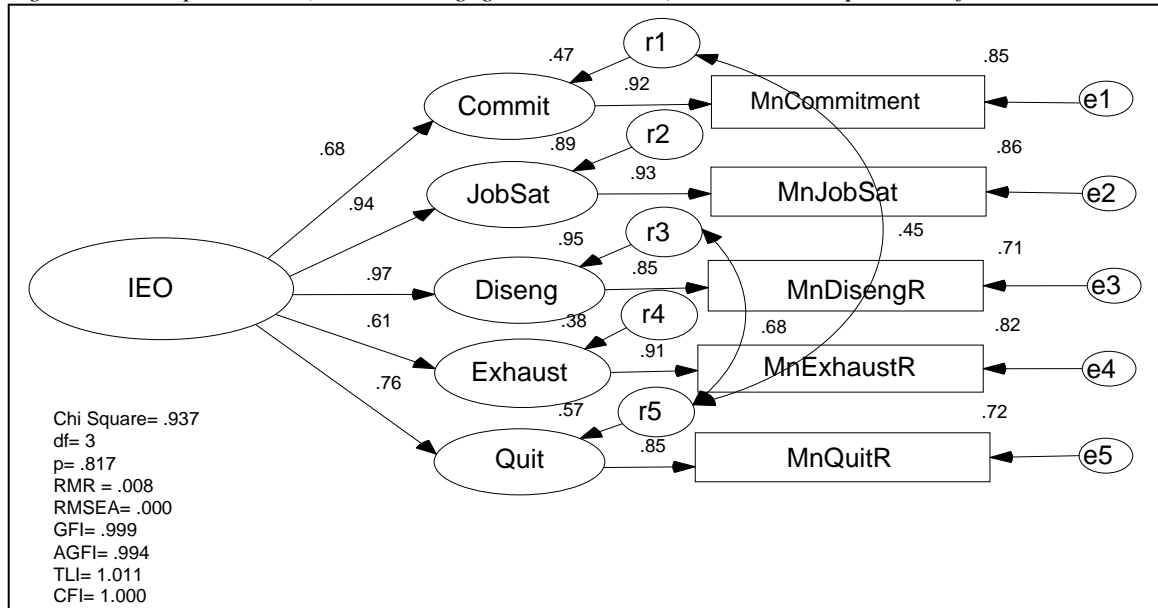 r1
.47
.85
Commit
.92
MnCommitment
e1
.68
.89
r2
.86
.94
JobSat
.93
MnJobSat
e2
.95
r3
.45
.71
IEO
.97
Diseng
.85
MnDisengR
e3
.61
.38
r4
.68
.82
Exhaust
.91
MnExhaustR
e4
.76
.57
r5
.72
Quit
.85
MnQuitR
e5
Chi Square= .937
df= 3
p= .817
RMR = .008
RMSEA= .000
GFI= .999
AGFI= .994
TLI= 1.011
CFI= 1.000